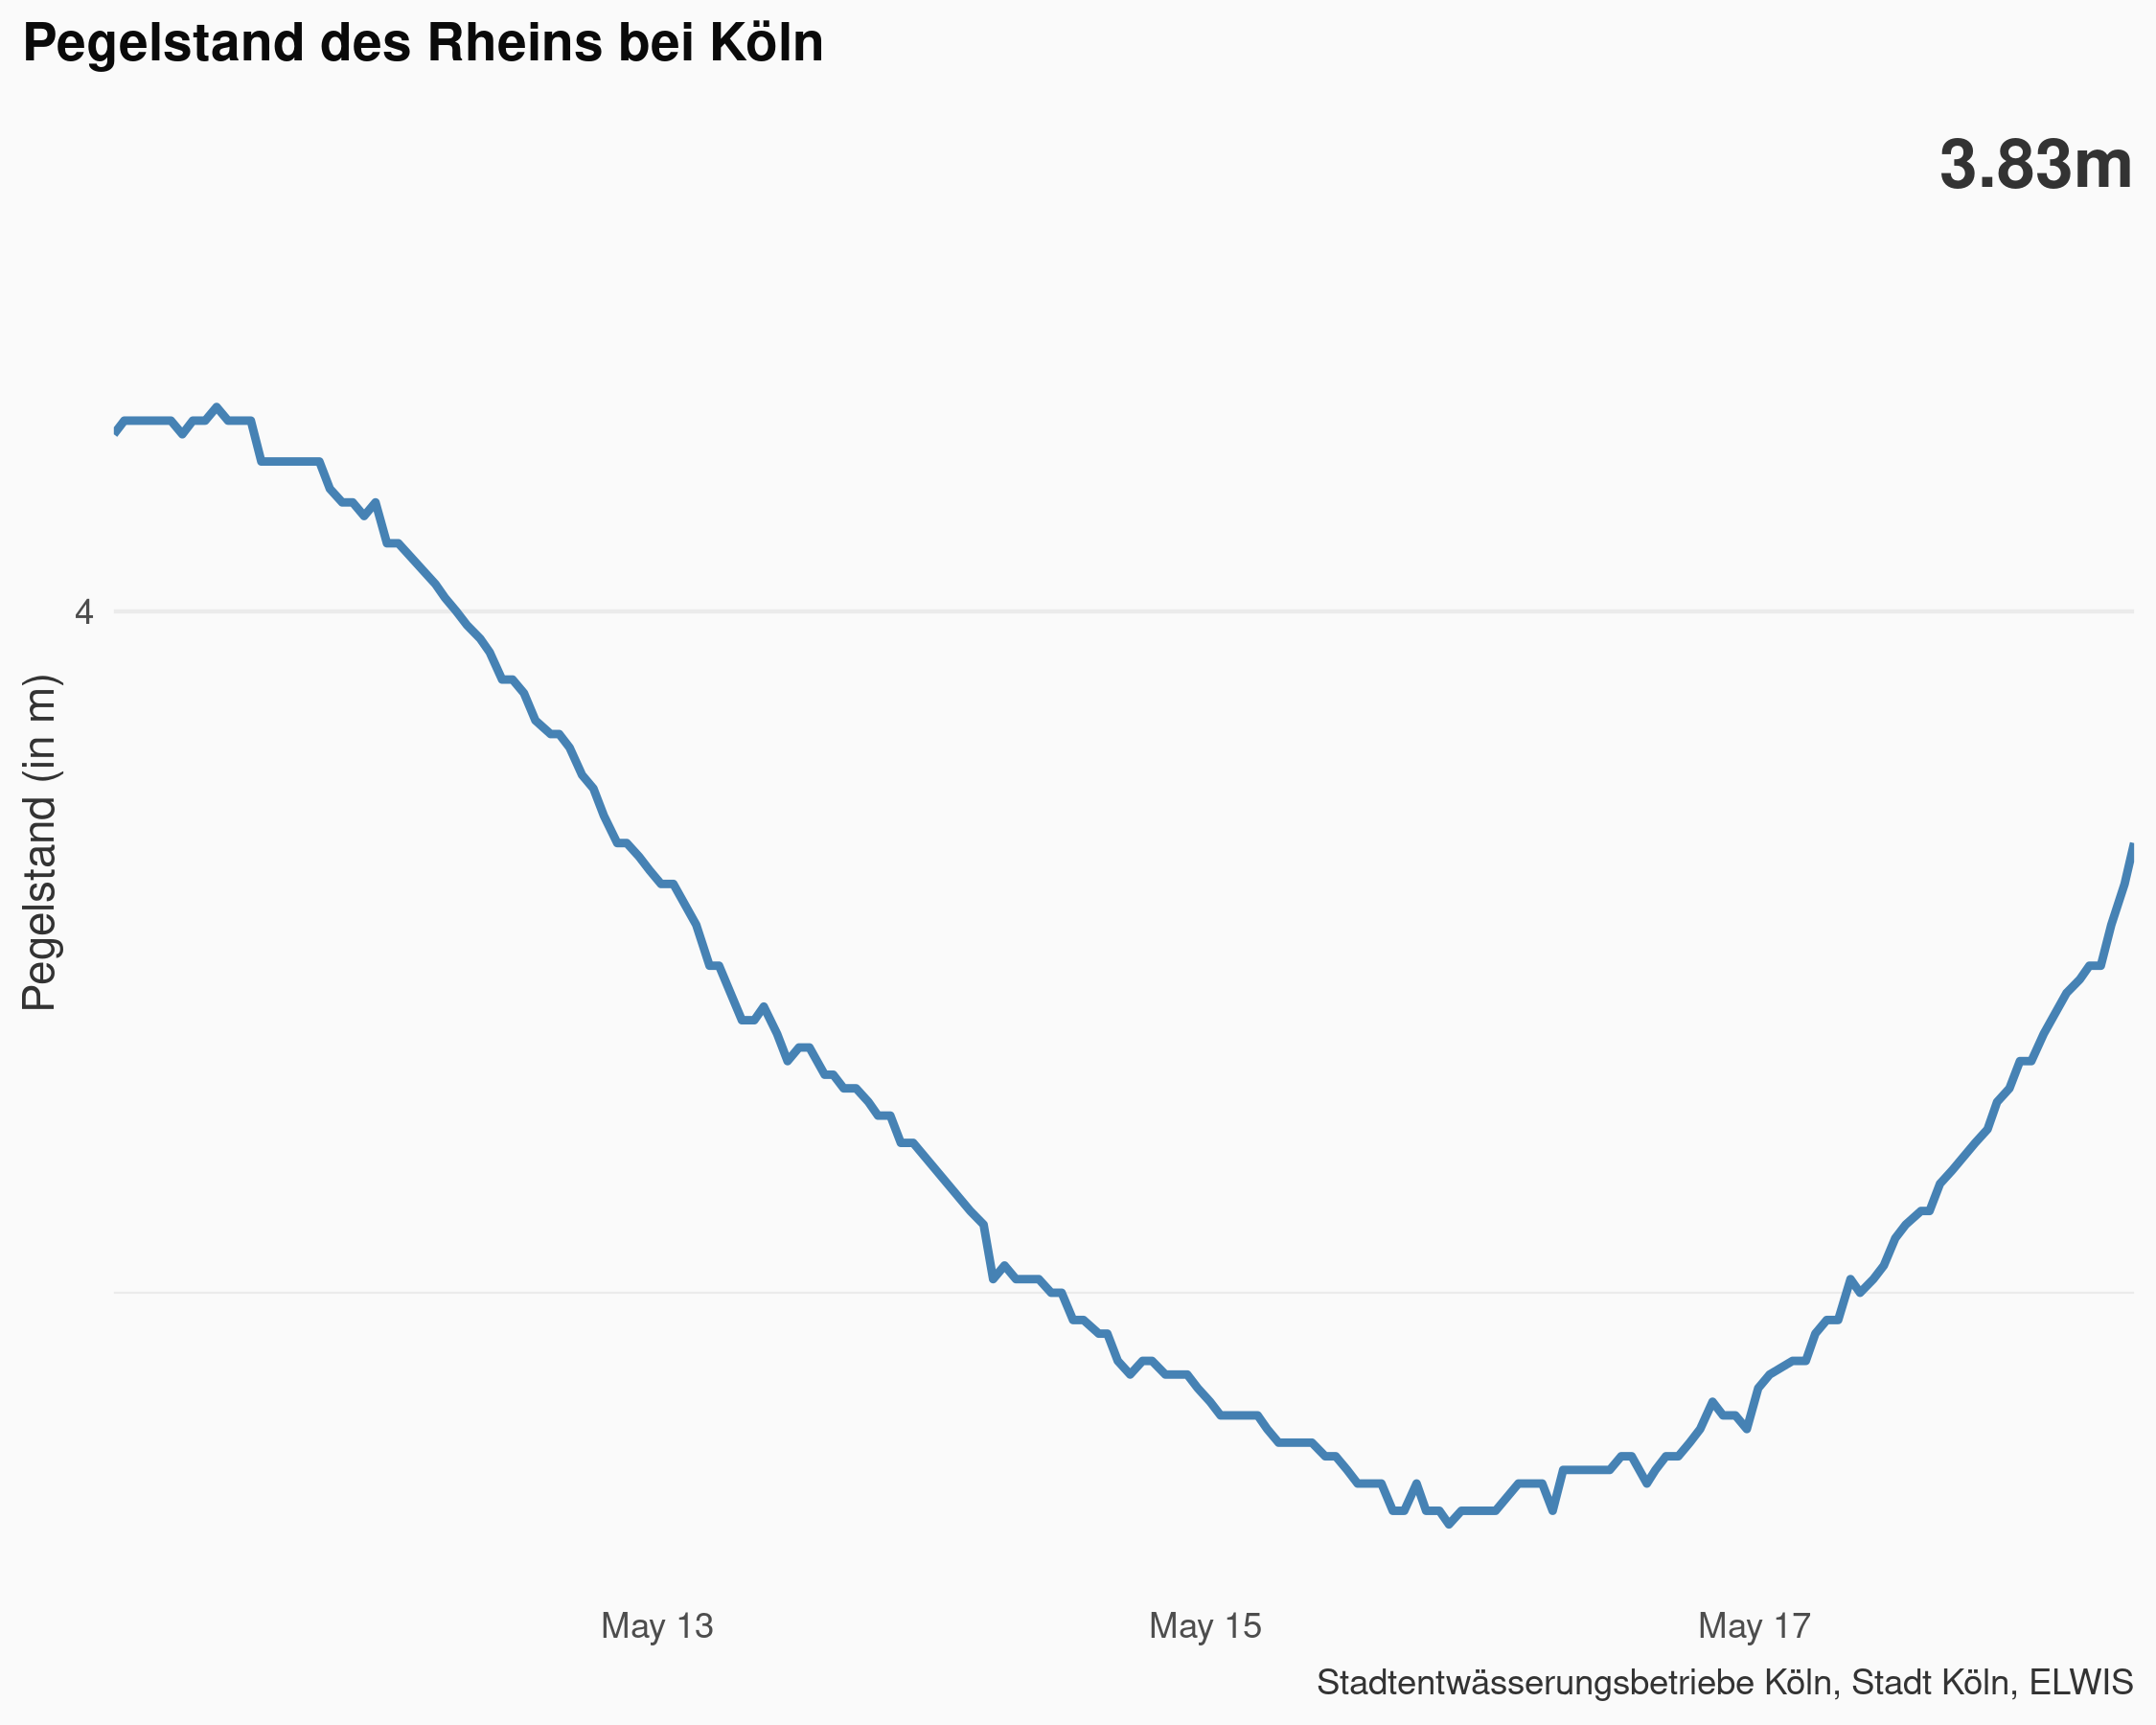 Pegelstand des Rheins bei Köln
3.83m
4
Pegelstand (in m)
May 13
May 15
May 17
Stadtentwässerungsbetriebe Köln, Stadt Köln, ELWIS